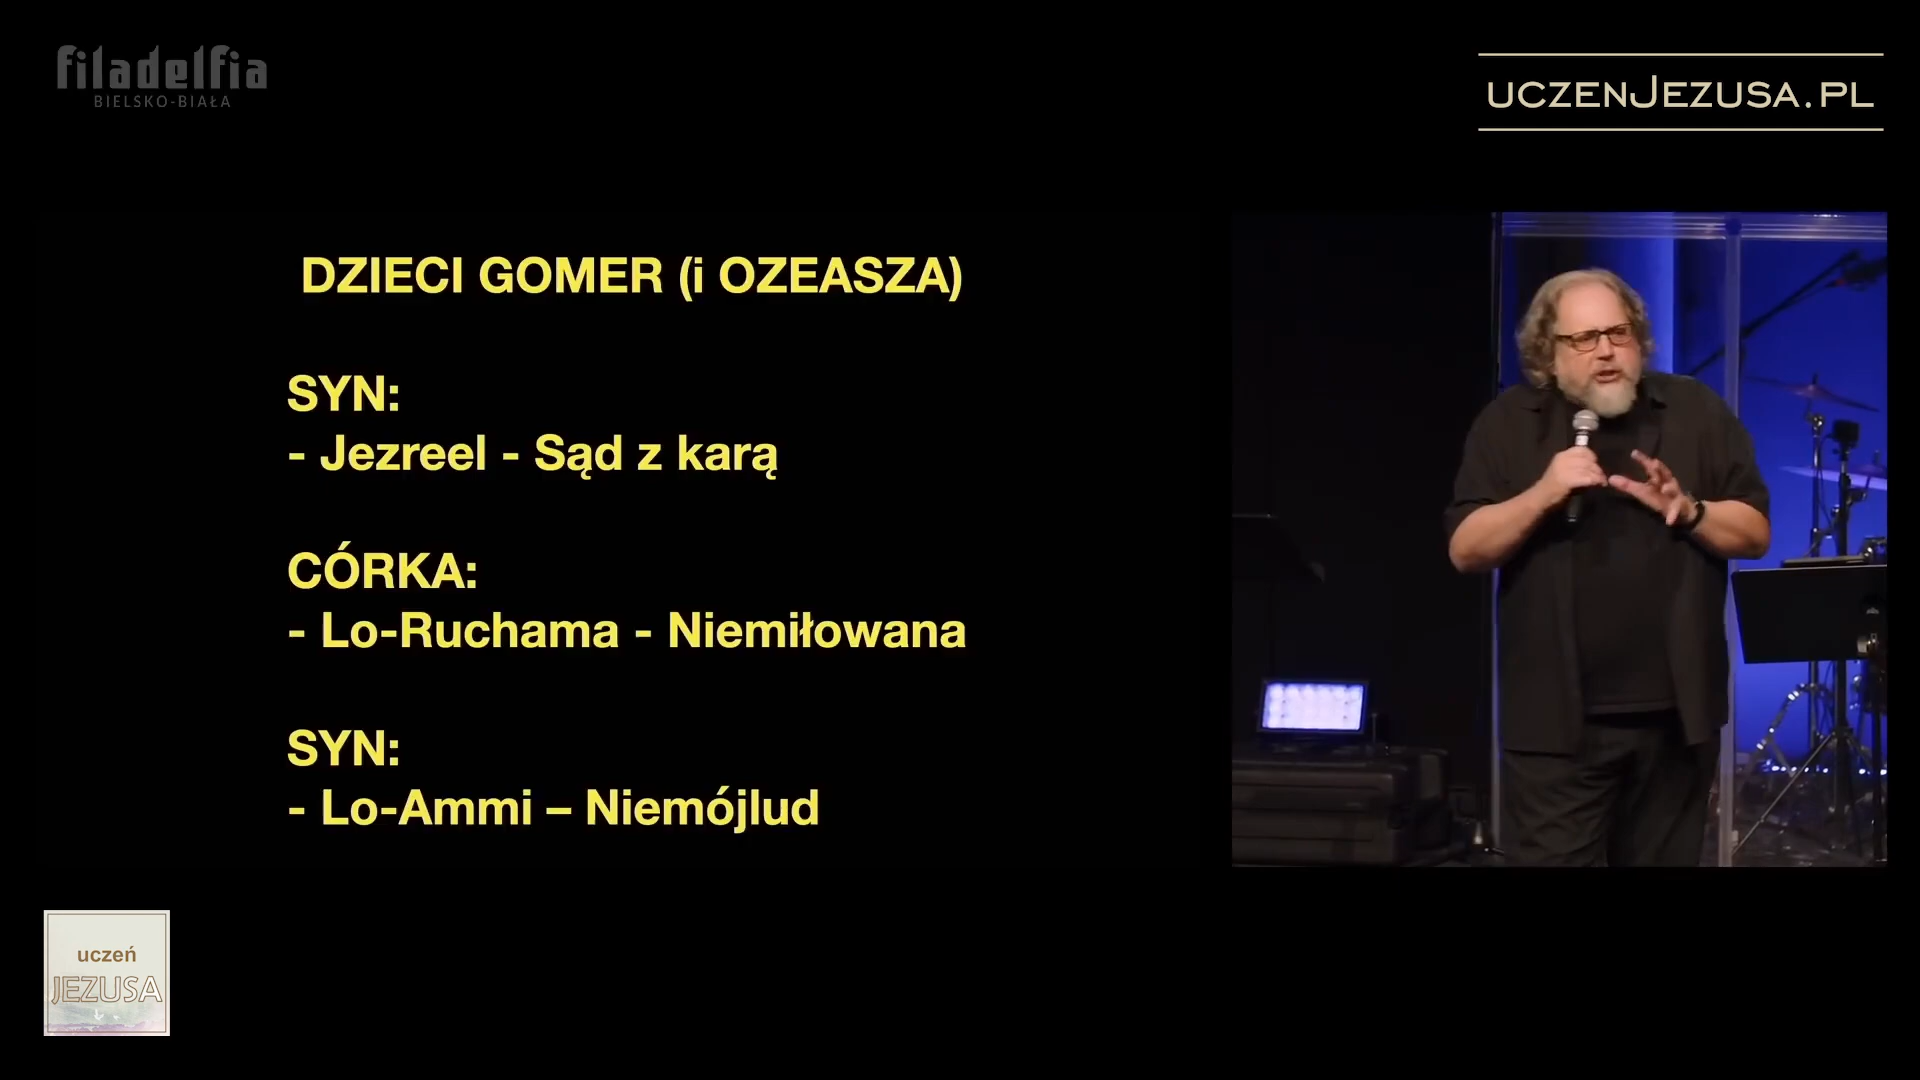 filadelfia
BIELSKO-BIAŁA
UCZENJEZUSA.PL
DZIECI GOMER (i OZEASZA)
SYN:
- Jezreel - Sąd z karą
CÓRKA:
- Lo-Ruchama - Niemiłowana
SYN:
- Lo-Ammi – Niemójlud
uczeń
JEZUSA